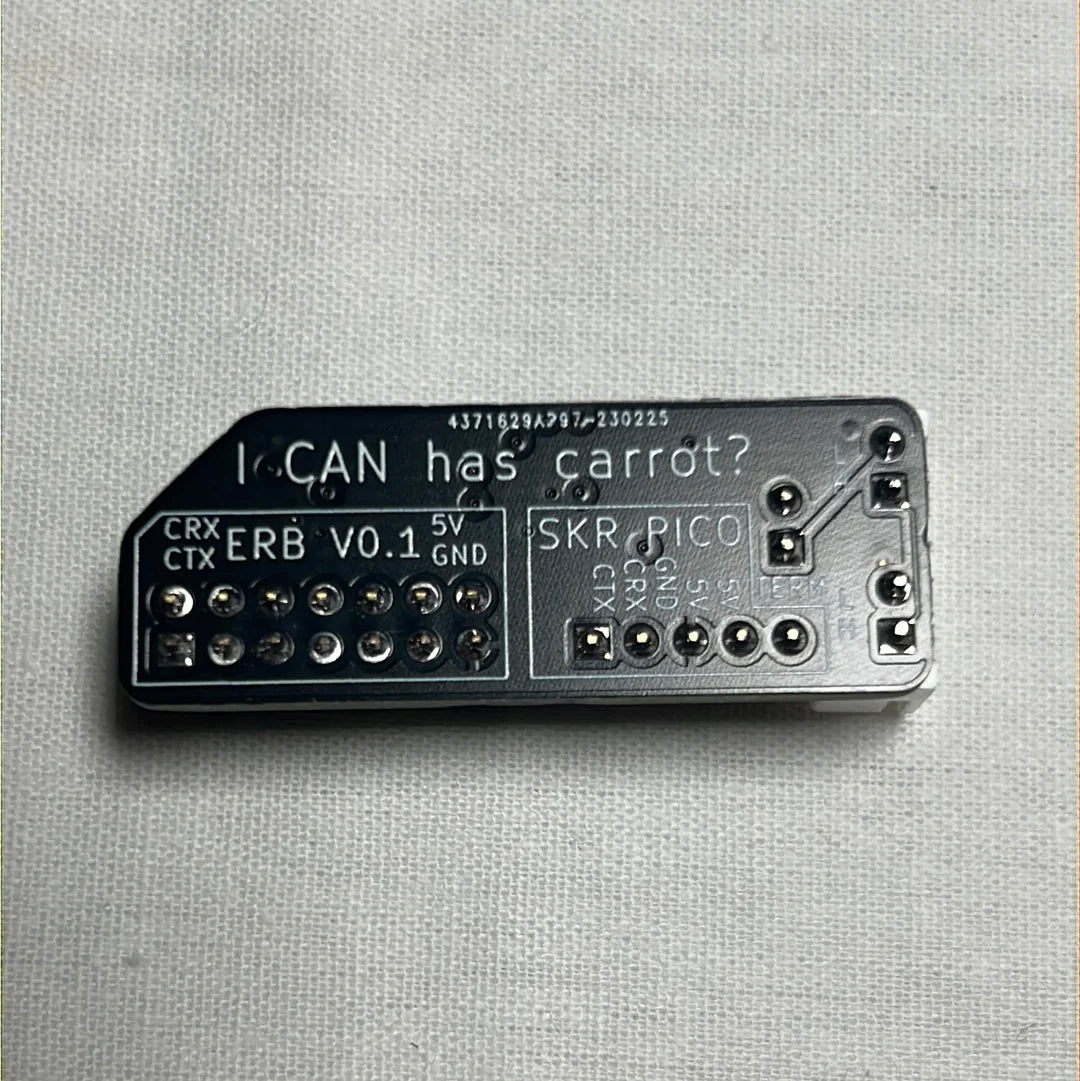 4371629AP97-230225
I CAN has carrot?
CRX
CTX
ERB V0.1
5V
GND
SKR PICO
CTX
CRX
GND
5V
5V
TERM